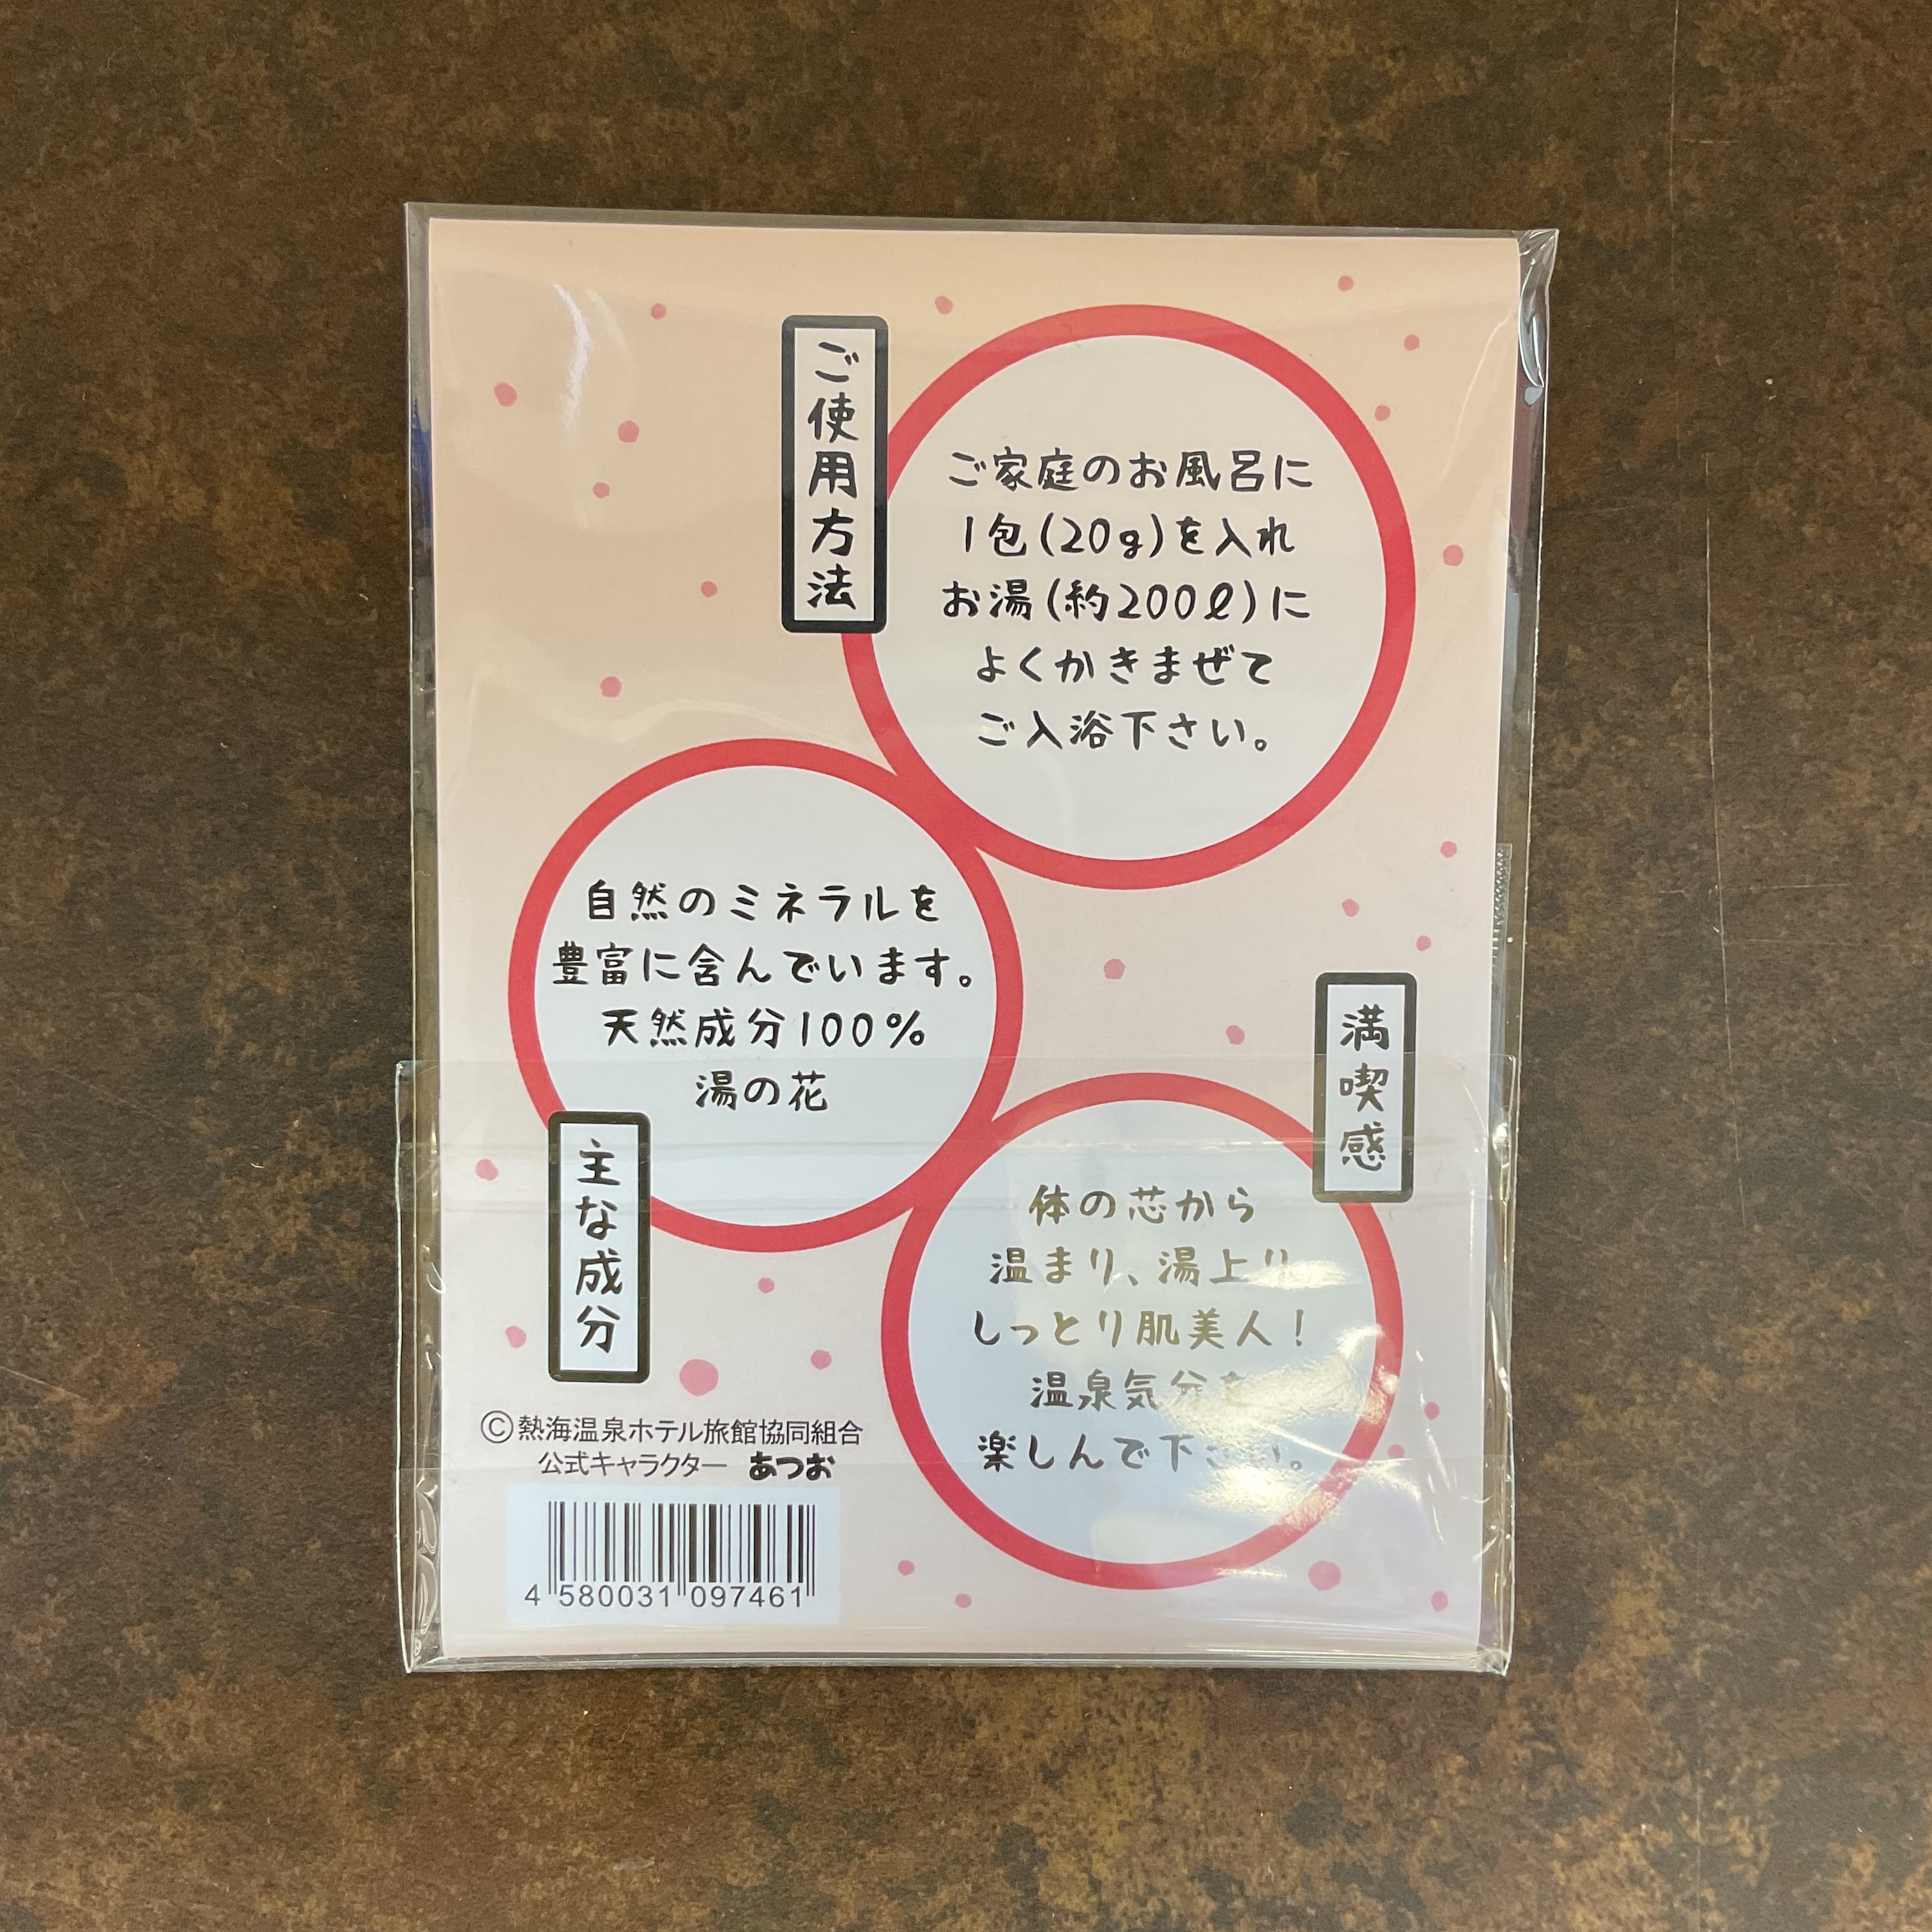 ご使用方法
ご家庭のお風呂に
1包(20g)を入れ
お湯(約200ℓ)に
よくかきまぜて
ご入浴下さい。
自然のミネラルを
豊富に含んでいます。
天然成分100%
湯の花
主な成分
満喫感
体の芯から
温まり、湯上り
しっとり肌美人!
温泉気分を
楽しんで下さい。
©熱海温泉ホテル旅館協同組合
公式キャラクター あつお
4 580031 097461